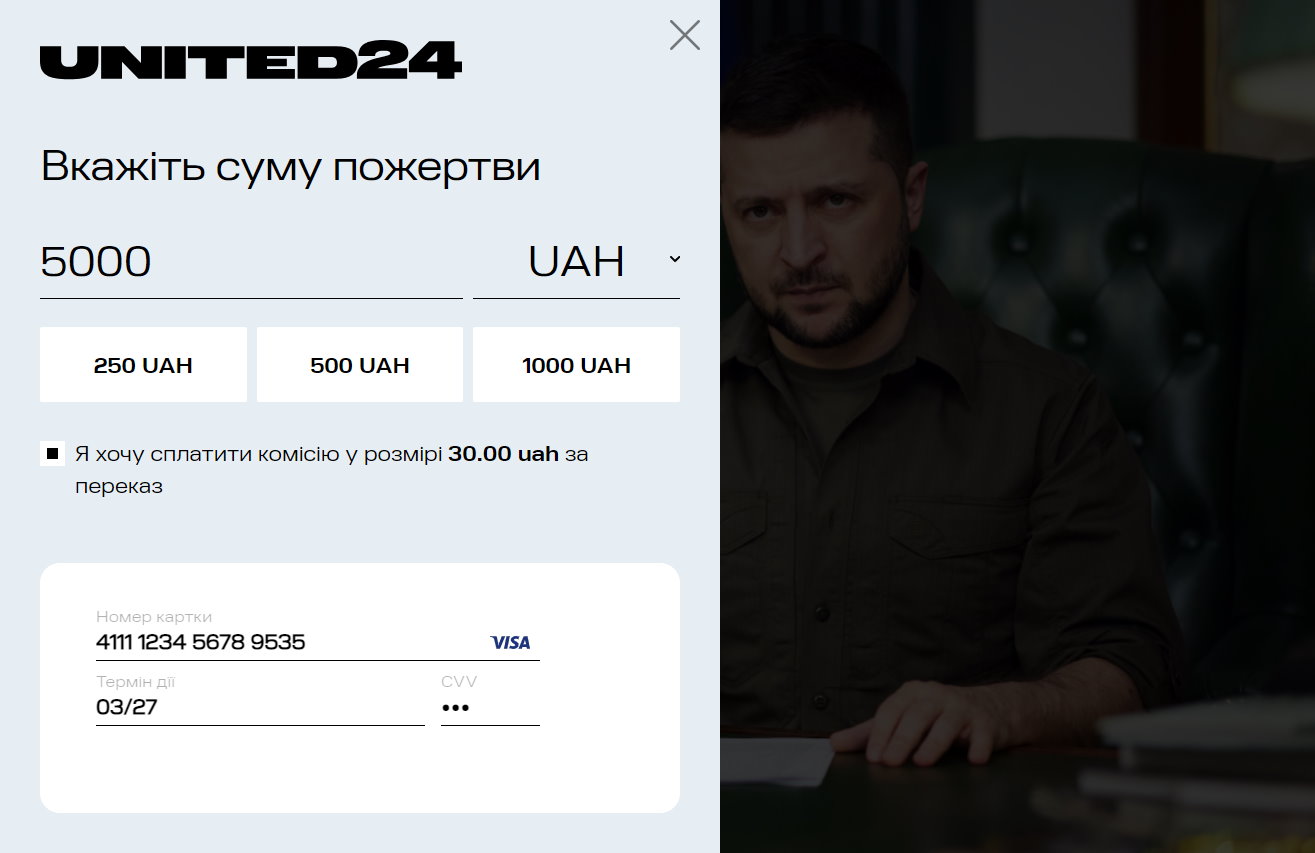 UNITED24
Вкажіть суму пожертви
5000 UAH
250 UAH 500 UAH 1000 UAH
Я хочу сплатити комісію у розмірі 30.00 uah за
переказ
Номер картки
4111 1234 5678 9535 VISA
Термін дії CVV
03/27 •••